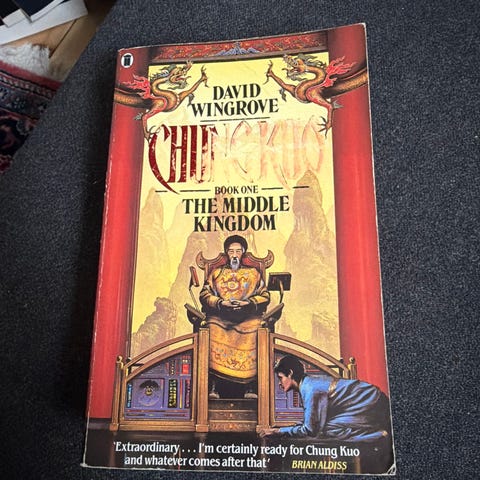 DAVID
WINGROVE
CHUNG KUO
BOOK ONE
THE MIDDLE
KINGDOM
'Extraordinary . . . I'm certainly ready for Chung Kuo
and whatever comes after that' BRIAN ALDISS